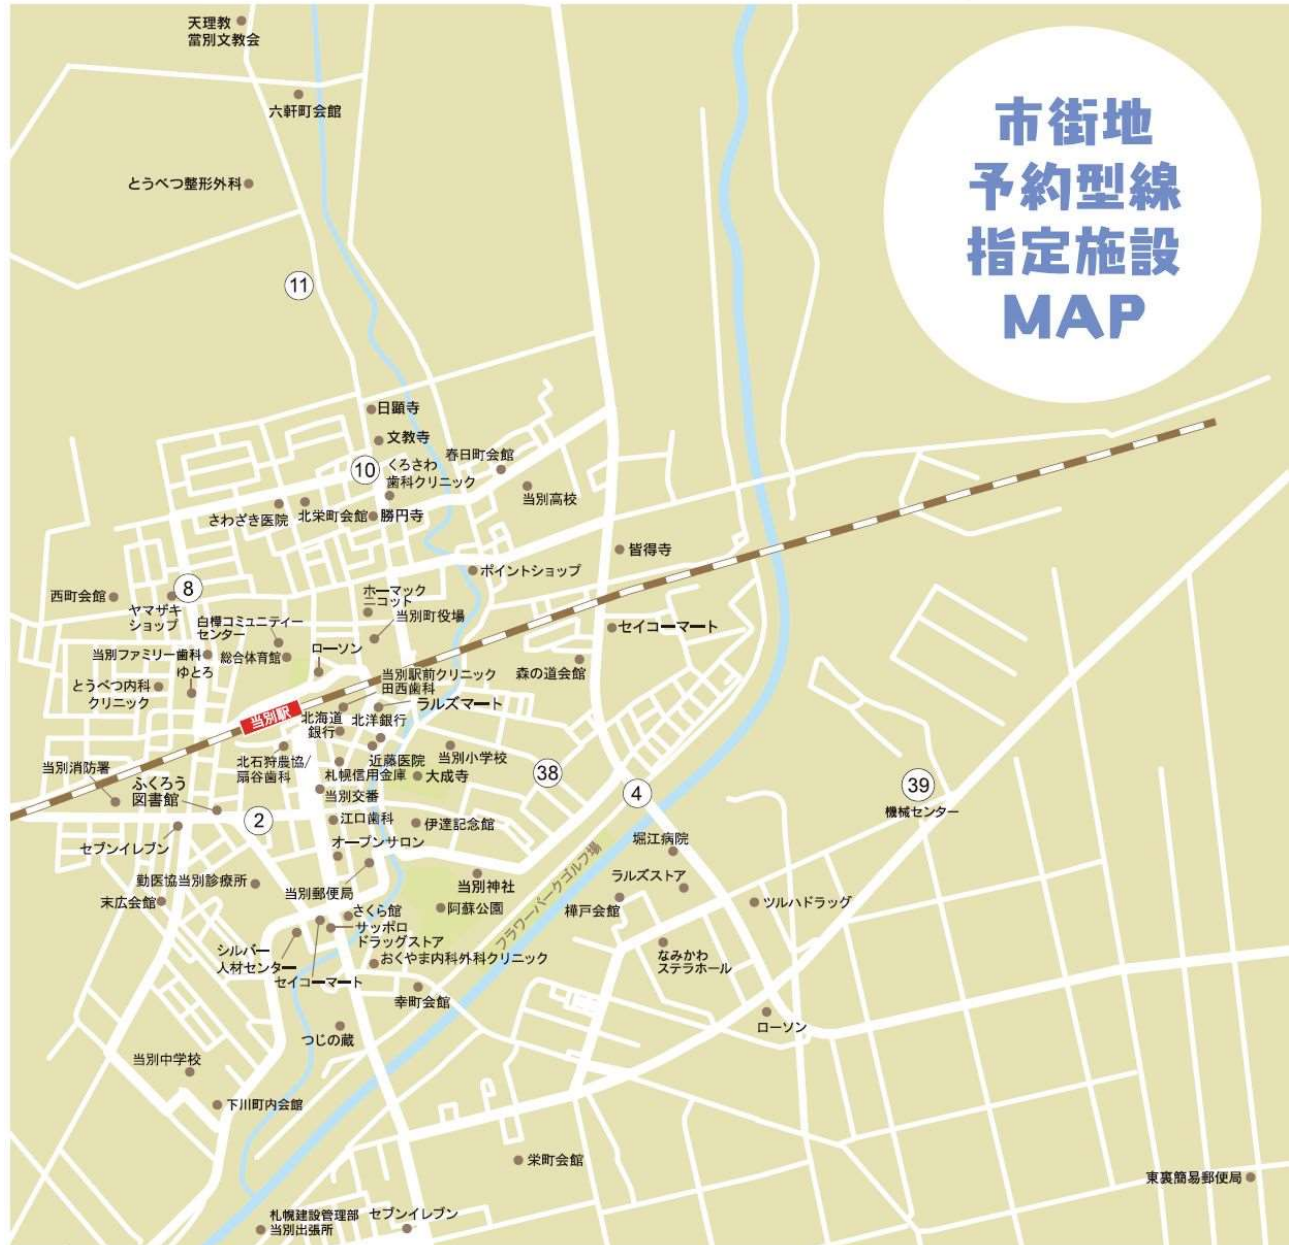 市街地
予約型線
指定施設
MAP
天理教
當別文教会
六軒町会館
とうべつ整形外科
11
日顕寺
文教寺
10
くろさわ
歯科クリニック
春日町会館
当別高校
さわざき医院
北栄町会館
勝円寺
皆得寺
ポイントショップ
西町会館
8
ヤマザキ
ショップ
ホーマック
ニコット
白樺コミュニティー
センター
当別町役場
セイコーマート
当別ファミリー歯科
総合体育館
ローソン
ゆとろ
とうべつ内科
クリニック
当別駅前クリニック
田西歯科
森の道会館
当別駅
北海道
銀行
北洋銀行
ラルズマート
北石狩農協/
扇谷歯科
近藤医院
当別小学校
当別消防署
札幌信用金庫
大成寺
38
4
39
機械センター
ふくろう
図書館
当別交番
2
江口歯科
伊達記念館
セブンイレブン
オープンサロン
堀江病院
勤医協当別診療所
当別郵便局
当別神社
フラワーパークゴルフ場
ラルズストア
末広会館
さくら館
阿蘇公園
樺戸会館
ツルハドラッグ
サッポロ
ドラッグストア
シルバー
人材センター
おくやま内科外科クリニック
なみかわ
ステラホール
セイコーマート
幸町会館
ローソン
つじの蔵
当別中学校
下川町内会館
栄町会館
東裏簡易郵便局
札幌建設管理部
当別出張所
セブンイレブン